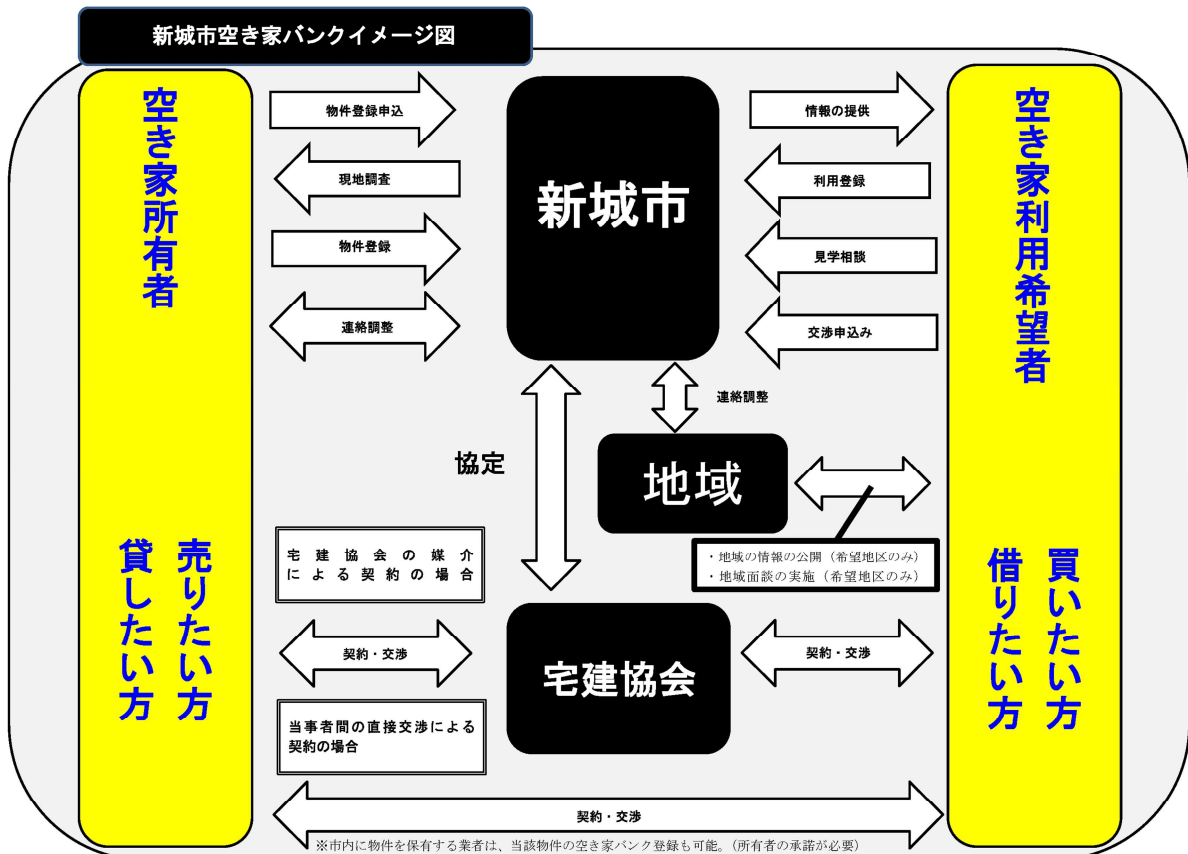 新城市空き家バンクイメージ図
空き家所有者
売りたい方
貸したい方
物件登録申込
現地調査
物件登録
連絡調整
新城市
情報の提供
利用登録
見学相談
交渉申込み
空き家利用希望者
買いたい方
借りたい方
連絡調整
協定
地域
・地域の情報の公開（希望地区のみ）
・地域面談の実施（希望地区のみ）
宅建協会の媒介
による契約の場合
契約・交渉
宅建協会
契約・交渉
当事者間の直接交渉による
契約の場合
契約・交渉
※市内に物件を保有する業者は、当該物件の空き家バンク登録も可能。（所有者の承諾が必要）